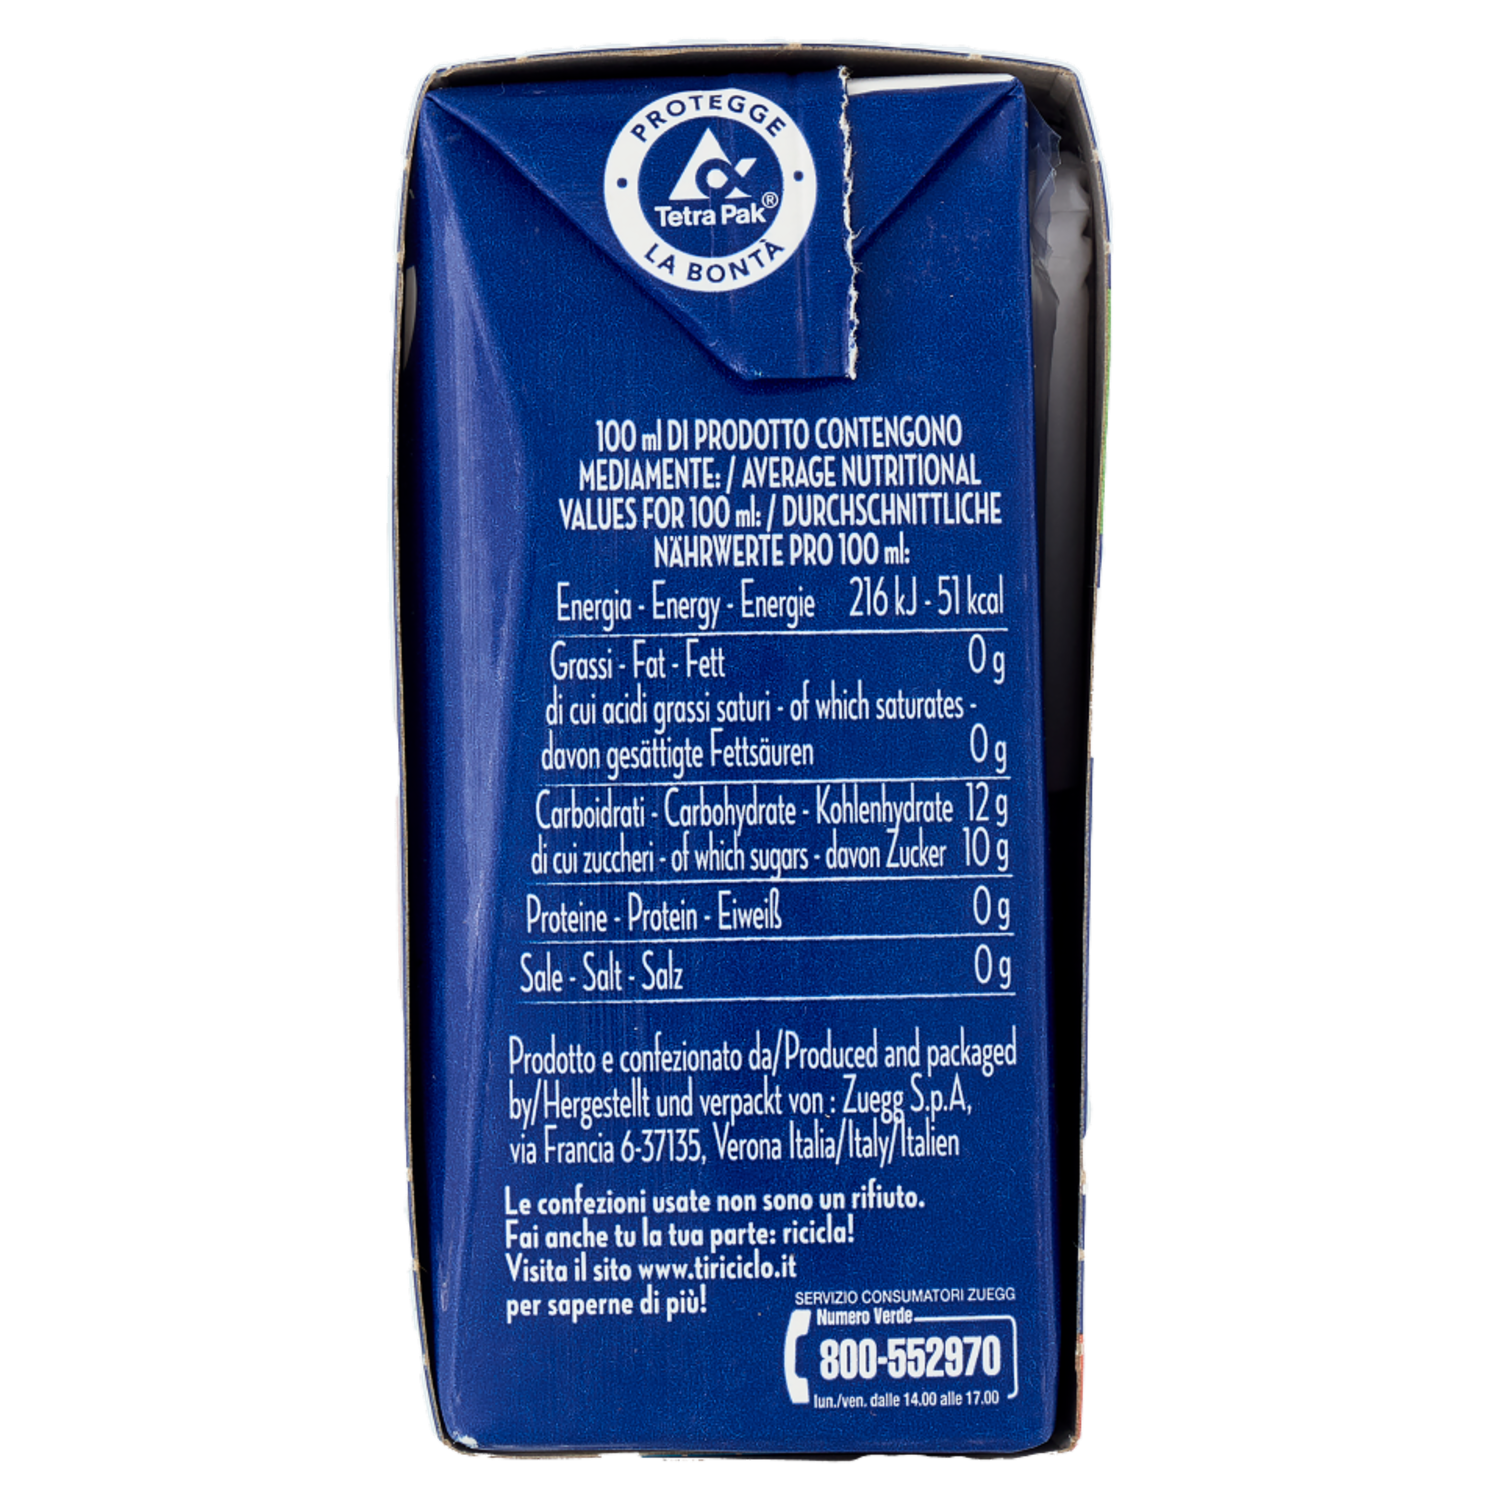 PROTEGGE
Tetra Pak®
LA BONTÀ
100 ml DI PRODOTTO CONTENGONO
MEDIAMENTE: / AVERAGE NUTRITIONAL
VALUES FOR 100 ml: / DURCHSCHNITTLICHE
NÄHRWERTE PRO 100 ml:
Energia - Energy - Energie 216 kJ - 51 kcal
Grassi - Fat - Fett 0 g
di cui acidi grassi saturi - of which saturates -
davon gesättigte Fettsäuren 0 g
Carboidrati - Carbohydrate - Kohlenhydrate 12 g
di cui zuccheri - of which sugars - davon Zucker 10 g
Proteine - Protein - Eiweiß 0 g
Sale - Salt - Salz 0 g
Prodotto e confezionato da/Produced and packaged
by/Hergestellt und verpackt von : Zuegg S.p.A,
via Francia 6-37135, Verona Italia/Italy/Italien
Le confezioni usate non sono un rifiuto.
Fai anche tu la tua parte: ricicla!
Visita il sito www.tiriciclo.it
per saperne di più!
SERVIZIO CONSUMATORI ZUEGG
Numero Verde
800-552970
lun./ven. dalle 14.00 alle 17.00